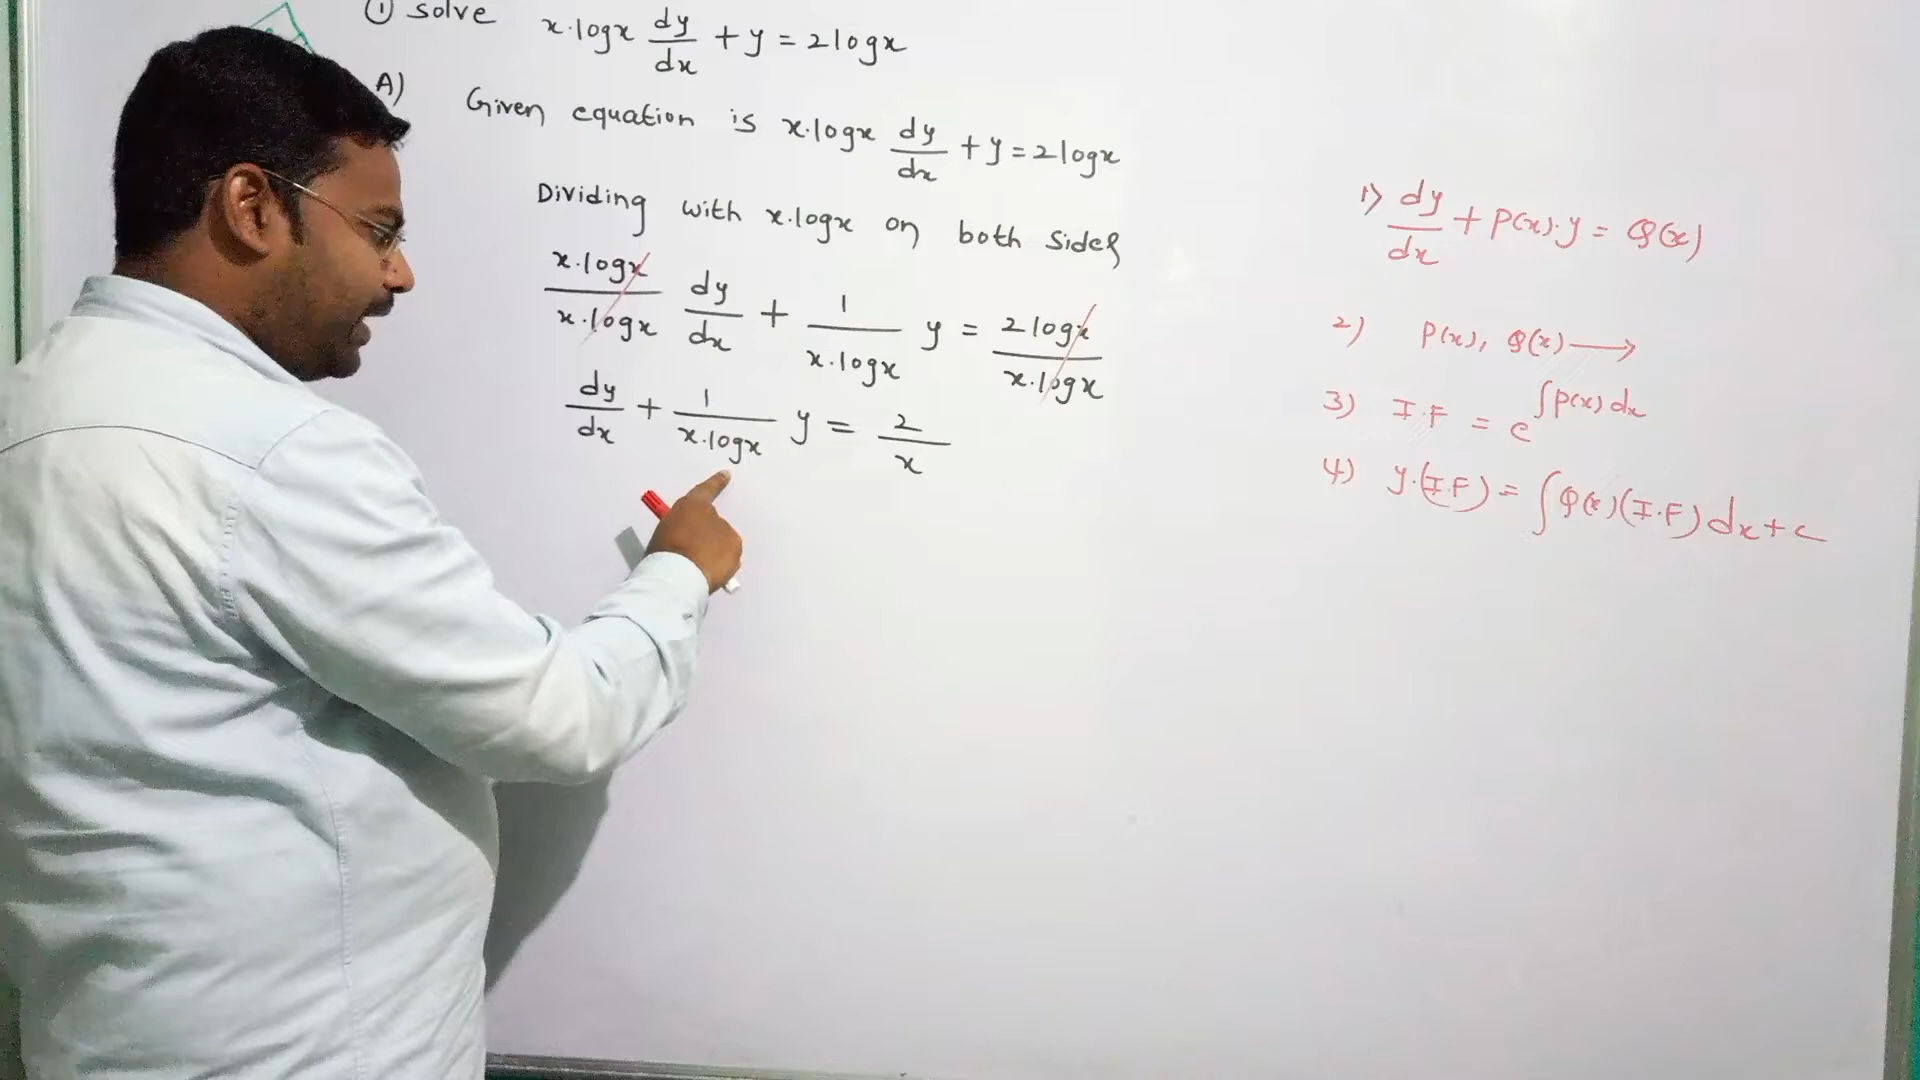 ① solve x·logx dy/dx + y = 2logx
A) Given equation is x·logx dy/dx + y = 2logx
Dividing with x·logx on both sides
x·logx/x·logx dy/dx + 1/x·logx y = 2logx/x·logx
dy/dx + 1/x·logx y = 2/x
1) dy/dx + P(x)·y = Q(x)
2) P(x), Q(x) →
3) I·F = e^∫P(x)dx
4) y·(I·F) = ∫Q(x)(I·F)dx+c